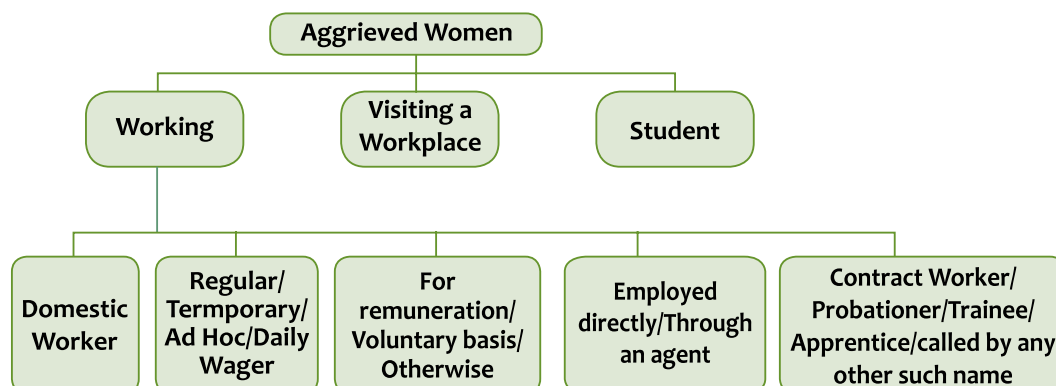 Aggrieved Women
Working
Visiting a
Workplace
Student
Domestic
Worker
Regular/
Termporary/
Ad Hoc/Daily
Wager
For
remuneration/
Voluntary basis/
Otherwise
Employed
directly/Through
an agent
Contract Worker/
Probationer/Trainee/
Apprentice/called by any
other such name